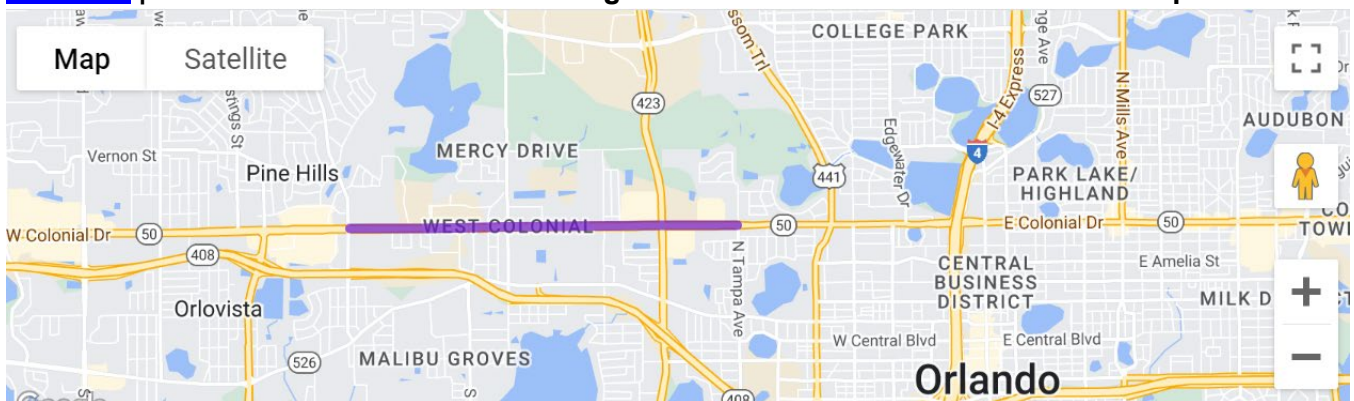 Map
Satellite
COLLEGE PARK
I-4 Express
527
N Mills Ave
423
AUDUBON
Vernon St
Pine Hills
MERCY DRIVE
Edgewater Dr
4
441
PARK LAKE/
HIGHLAND
W Colonial Dr
50
WEST COLONIAL
50
E Colonial Dr
50
408
N Tampa Ave
CENTRAL
BUSINESS
DISTRICT
E Amelia St
Orlovista
MILK D
526
MALIBU GROVES
W Central Blvd
E Central Blvd
Orlando
408